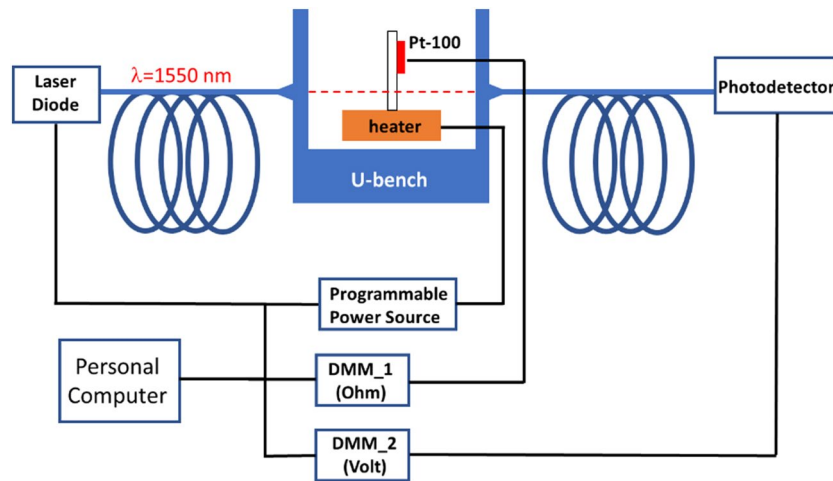 Pt-100
Laser
Diode
λ=1550 nm
Photodetector
heater
U-bench
Programmable
Power Source
Personal
Computer
DMM_1
(Ohm)
DMM_2
(Volt)